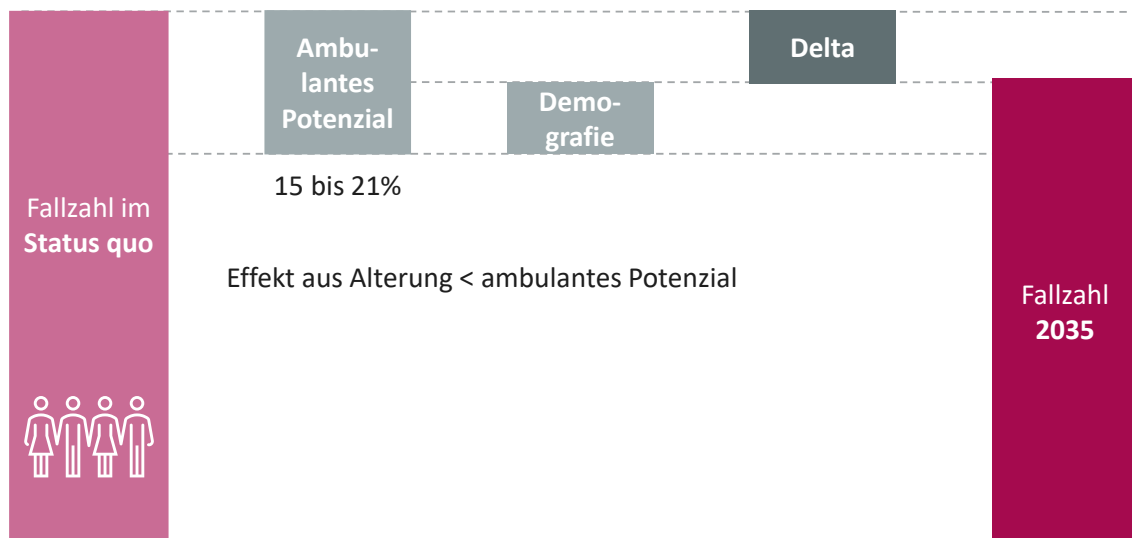 Fallzahl im
Status quo
Ambu-
lantes
Potenzial
15 bis 21%
Demo-
grafie
Delta
Effekt aus Alterung < ambulantes Potenzial
Fallzahl
2035